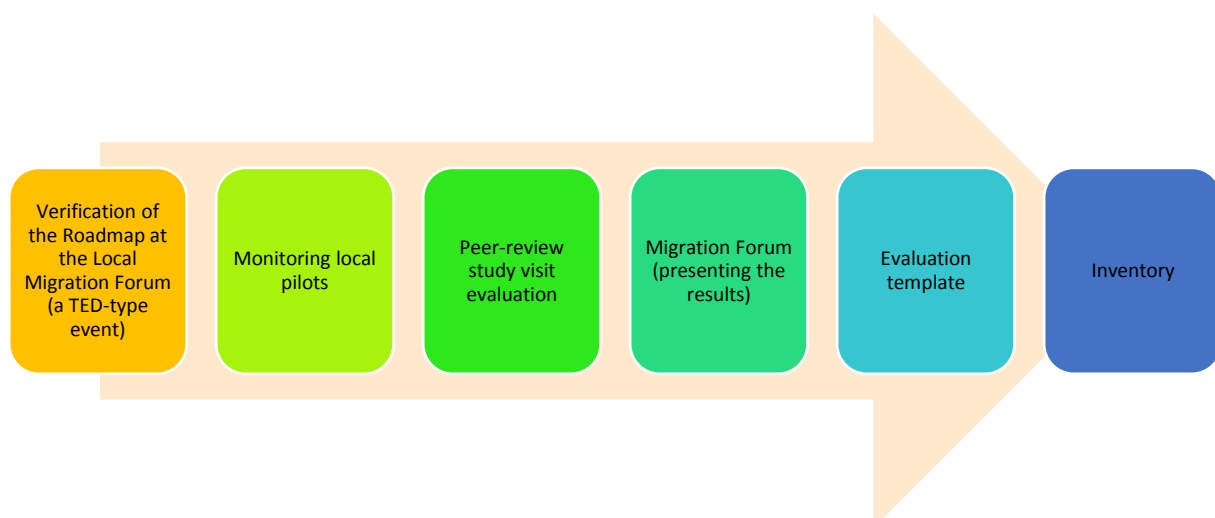 Verification of
the Roadmap at
the Local
Migration Forum
(a TED-type
event)
Monitoring local
pilots
Peer-review
study visit
evaluation
Migration Forum
(presenting the
results)
Evaluation
template
Inventory